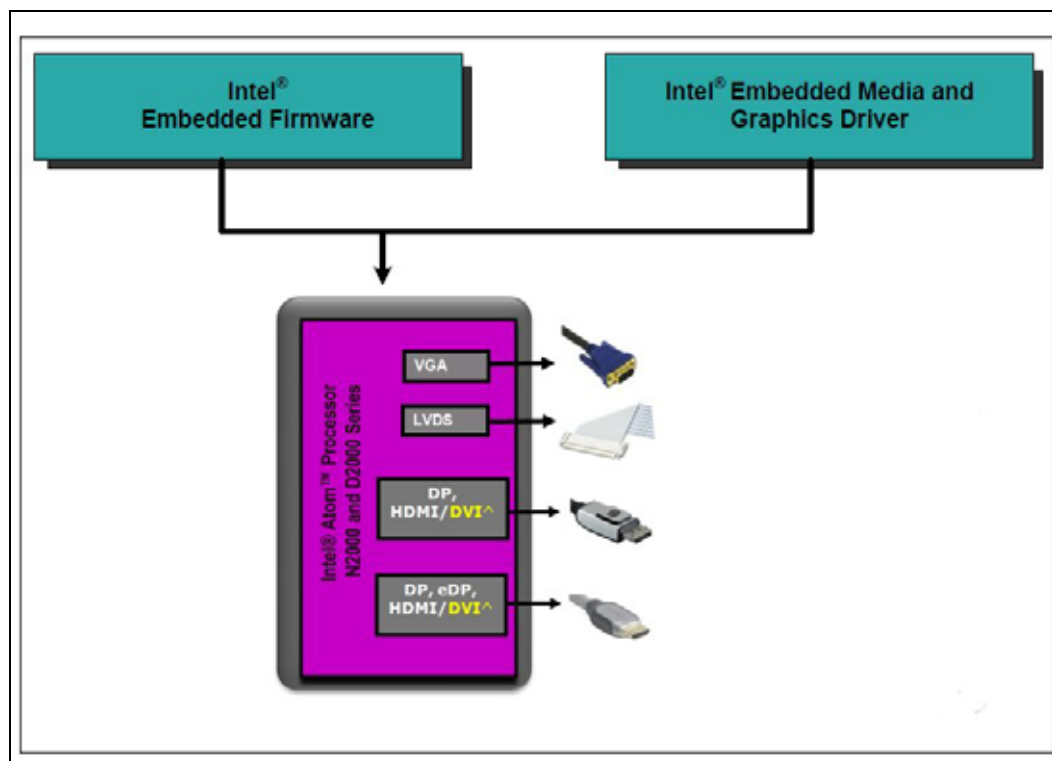 Intel®
Embedded Firmware
Intel® Embedded Media and
Graphics Driver
Intel® Atom™ Processor
N2000 and D2000 Series
VGA
LVDS
DP,
HDMI/DVI^
DP, eDP,
HDMI/DVI^